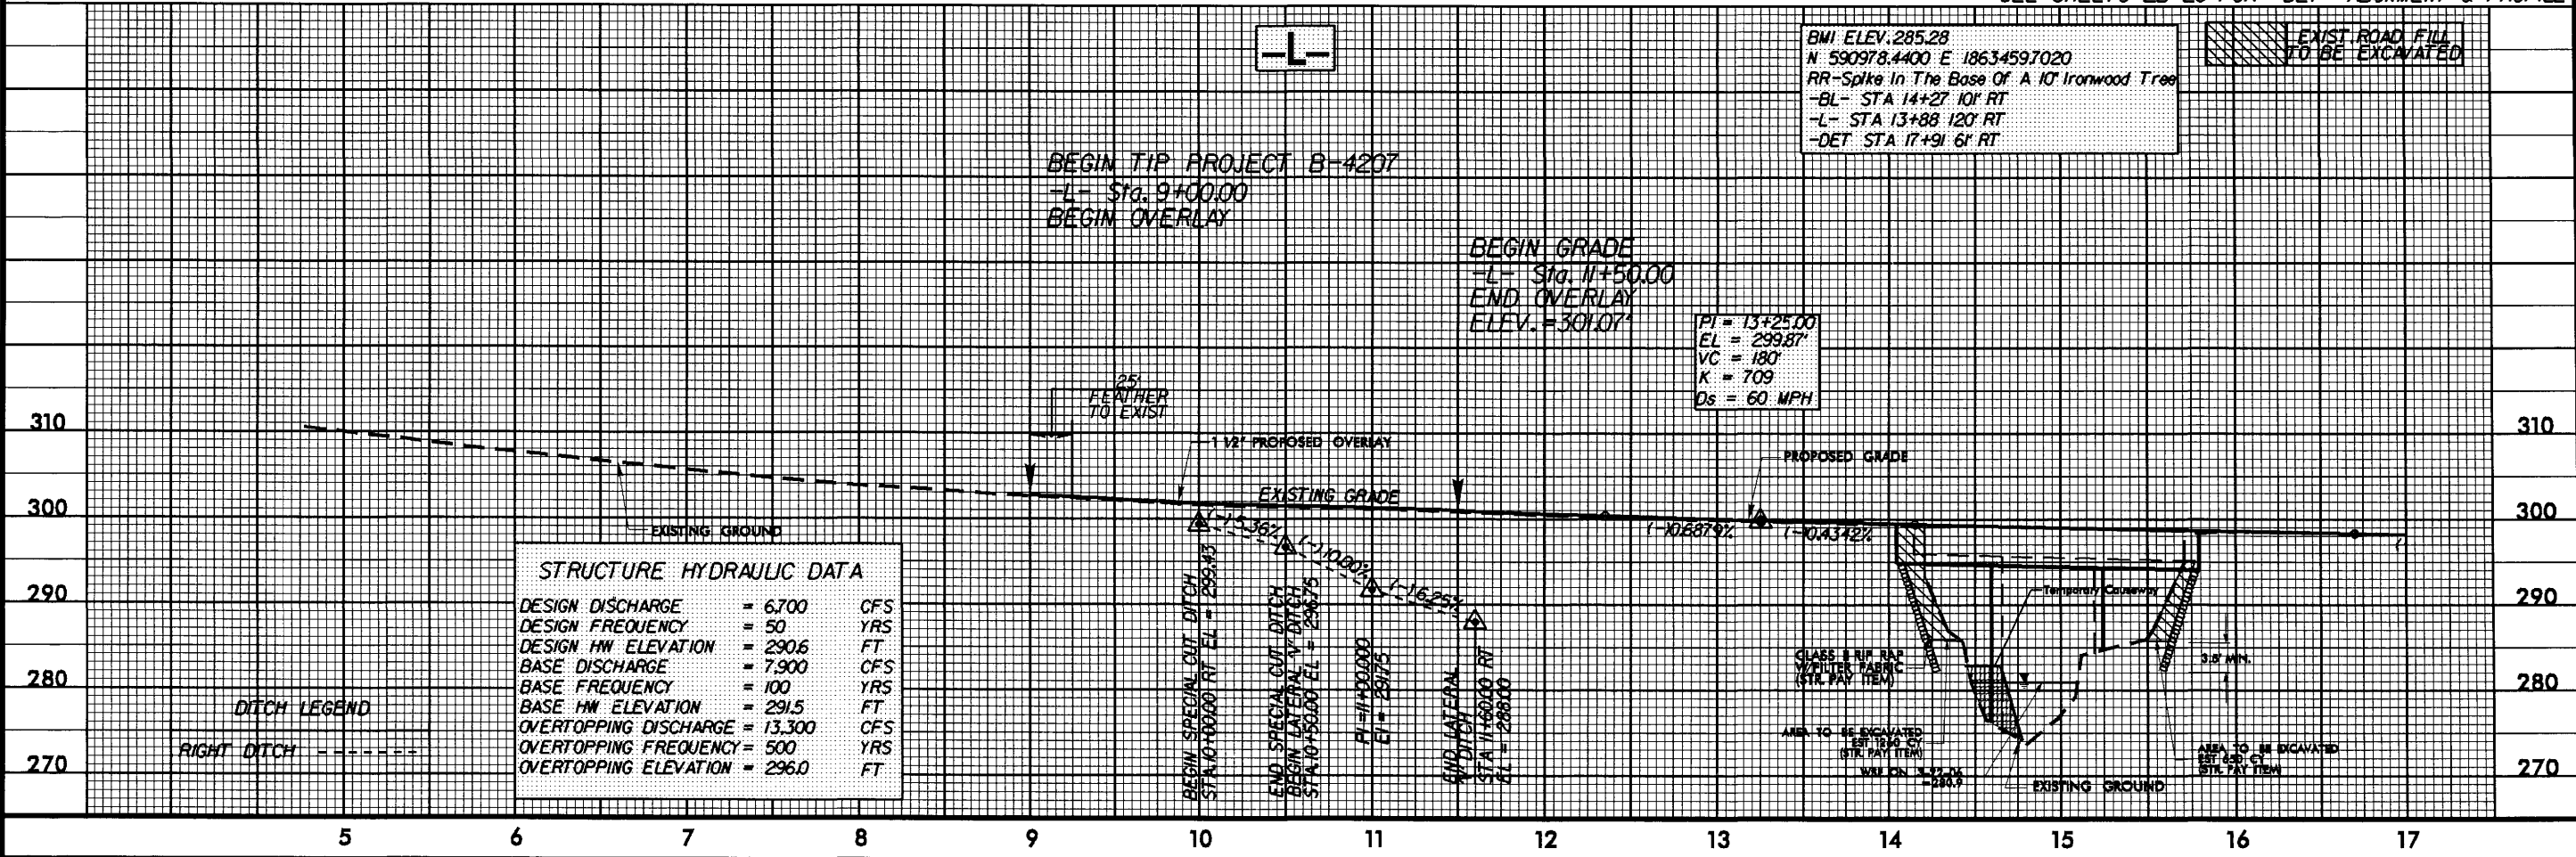 -L-
BM1 ELEV. 285.28
N 590978.4400 E 1863459.7020
RR-Spike In The Base Of A 10" Ironwood Tree
-BL- STA 14+27 101' RT
-L- STA 13+88 120' RT
-DET STA 17+91 61' RT
EXIST. ROAD FILL
TO BE EXCAVATED
BEGIN TIP PROJECT B-4207
-L- Sta. 9+00.00
BEGIN OVERLAY
BEGIN GRADE
-L- Sta. 11+50.00
END OVERLAY
ELEV. = 301.07'
PI = 13+25.00
EL = 299.87'
VC = 180'
K = 709
Ds = 60 MPH
25'
FEATHER
TO EXIST
1 1/2" PROPOSED OVERLAY
EXISTING GRADE
PROPOSED GRADE
EXISTING GROUND
(-)5.36%
(-)10.00%
(-)6.25%
(-)0.6879%
(-)0.4342%
310
300
290
280
270
310
300
290
280
270
STRUCTURE HYDRAULIC DATA
DESIGN DISCHARGE = 6,700 CFS
DESIGN FREQUENCY = 50 YRS
DESIGN HW ELEVATION = 290.6 FT
BASE DISCHARGE = 7,900 CFS
BASE FREQUENCY = 100 YRS
BASE HW ELEVATION = 291.5 FT
OVERTOPPING DISCHARGE = 13,300 CFS
OVERTOPPING FREQUENCY = 500 YRS
OVERTOPPING ELEVATION = 296.0 FT
DITCH LEGEND
RIGHT DITCH
BEGIN SPECIAL CUT DITCH
STA. 10+00.00 RT EL = 299.43
END SPECIAL CUT DITCH
BEGIN LATERAL 'V' DITCH
STA. 10+50.00 EL = 296.75
PI = 11+00.000
El = 291.75
END LATERAL
'V' DITCH
STA 11+60.00 RT
EL = 288.00
Temporary Causeway
CLASS II RIP RAP
W/FILTER FABRIC
(STR. PAY ITEM)
3.5' MIN.
AREA TO BE EXCAVATED
(STR. PAY ITEM)
AREA TO BE EXCAVATED
EST 650 CY
(STR. PAY ITEM)
EXISTING GROUND
5 6 7 8 9 10 11 12 13 14 15 16 17